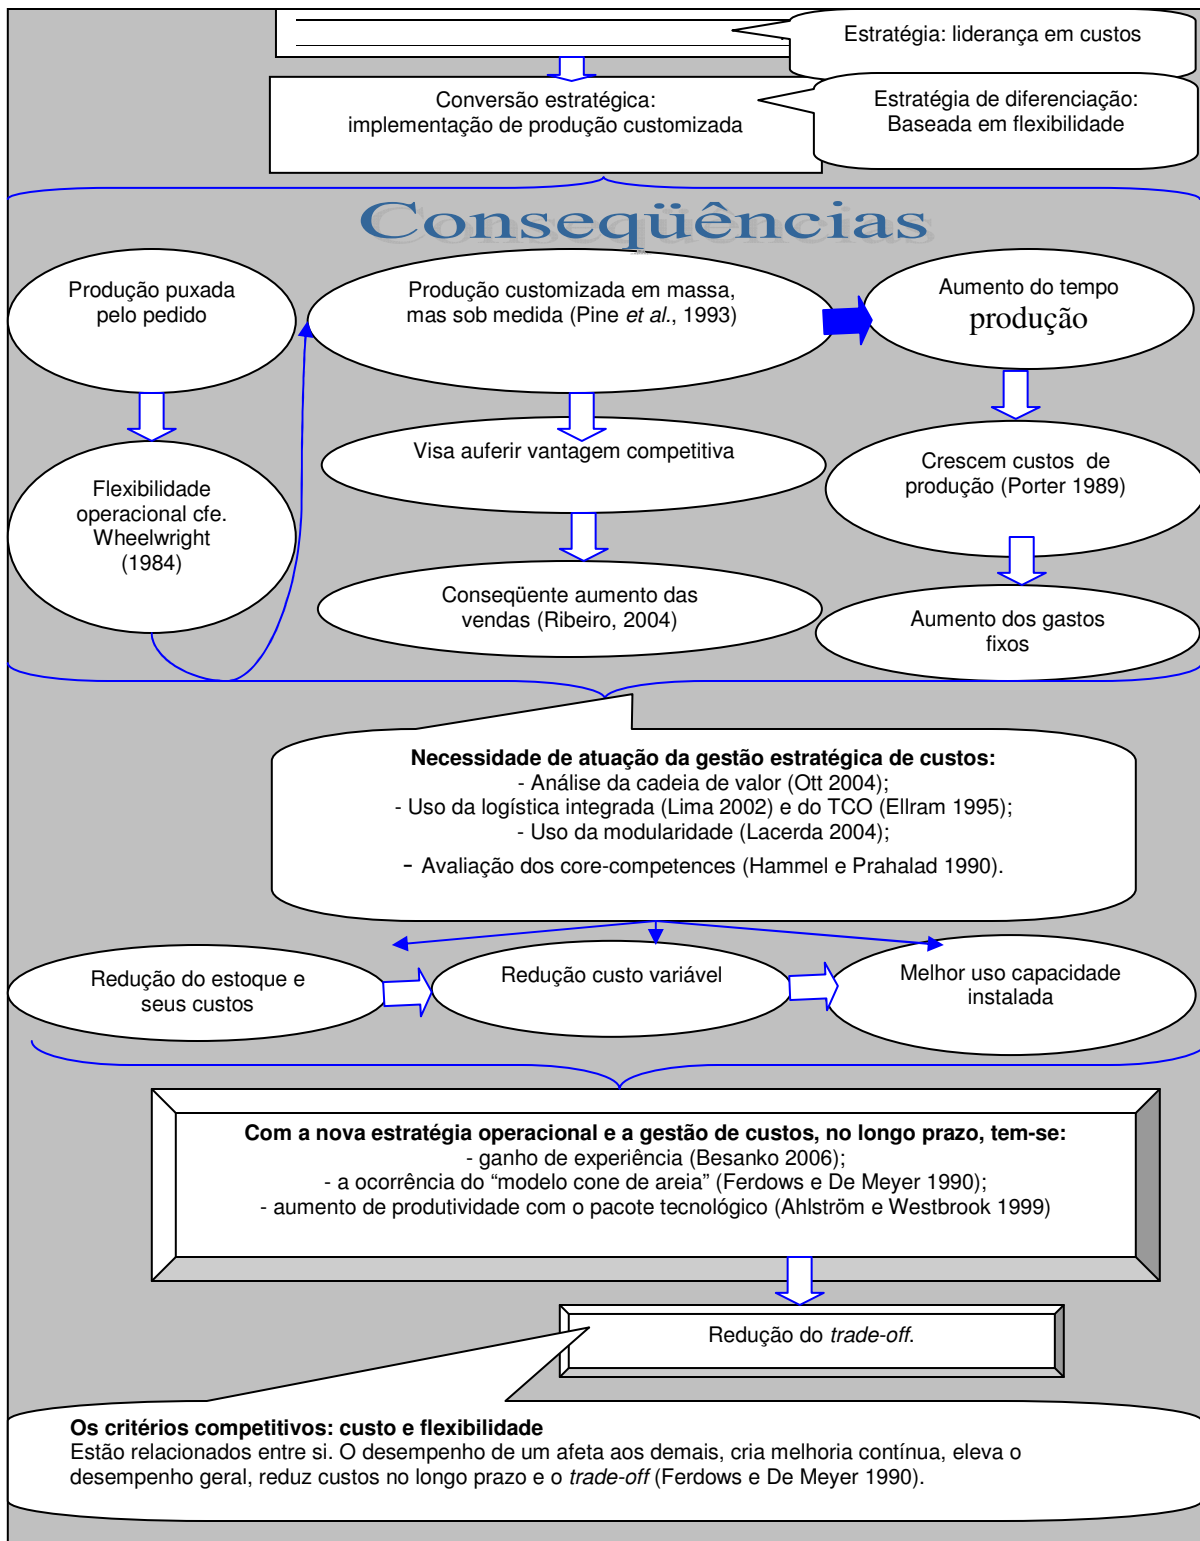 Estratégia: liderança em custos
Conversão estratégica:
implementação de produção customizada
Estratégia de diferenciação:
Baseada em flexibilidade
Conseqüências
Produção puxada
pelo pedido
Produção customizada em massa,
mas sob medida (Pine et al., 1993)
Aumento do tempo
produção
Flexibilidade
operacional cfe.
Wheelwright
(1984)
Visa auferir vantagem competitiva
Crescem custos de
produção (Porter 1989)
Conseqüente aumento das
vendas (Ribeiro, 2004)
Aumento dos gastos
fixos
Necessidade de atuação da gestão estratégica de custos:
- Análise da cadeia de valor (Ott 2004);
- Uso da logística integrada (Lima 2002) e do TCO (Ellram 1995);
- Uso da modularidade (Lacerda 2004);
- Avaliação dos core-competences (Hammel e Prahalad 1990).
Redução do estoque e
seus custos
Redução custo variável
Melhor uso capacidade
instalada
Com a nova estratégia operacional e a gestão de custos, no longo prazo, tem-se:
- ganho de experiência (Besanko 2006);
- a ocorrência do “modelo cone de areia” (Ferdows e De Meyer 1990);
- aumento de produtividade com o pacote tecnológico (Ahlström e Westbrook 1999)
Redução do trade-off.
Os critérios competitivos: custo e flexibilidade
Estão relacionados entre si. O desempenho de um afeta aos demais, cria melhoria contínua, eleva o
desempenho geral, reduz custos no longo prazo e o trade-off (Ferdows e De Meyer 1990).